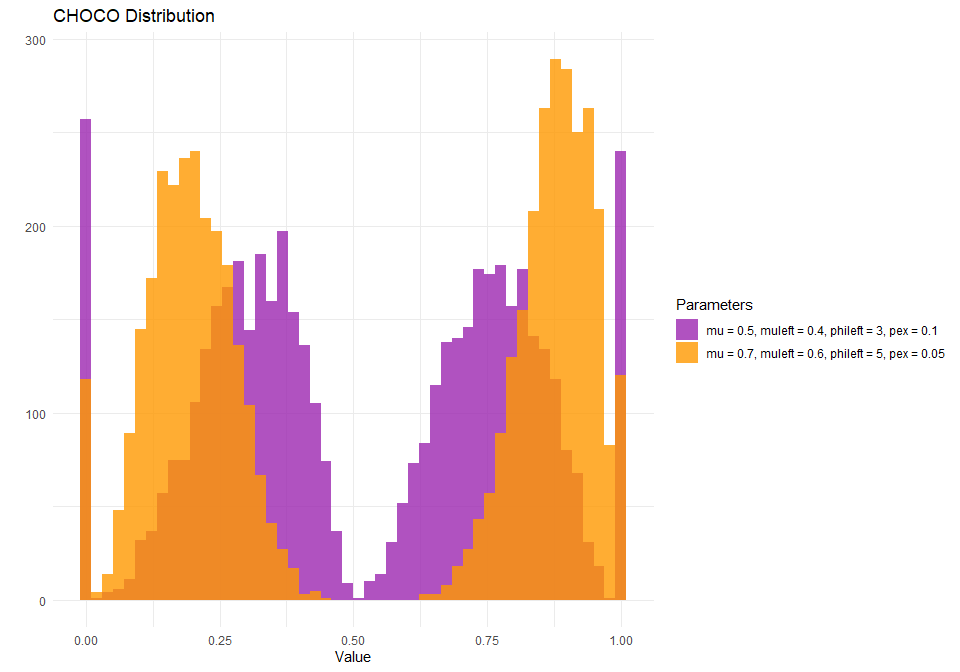 CHOCO Distribution
300
200
100
0
0.00 0.25 0.50 0.75 1.00
Value
Parameters
mu = 0.5, muleft = 0.4, phileft = 3, pex = 0.1
mu = 0.7, muleft = 0.6, phileft = 5, pex = 0.05